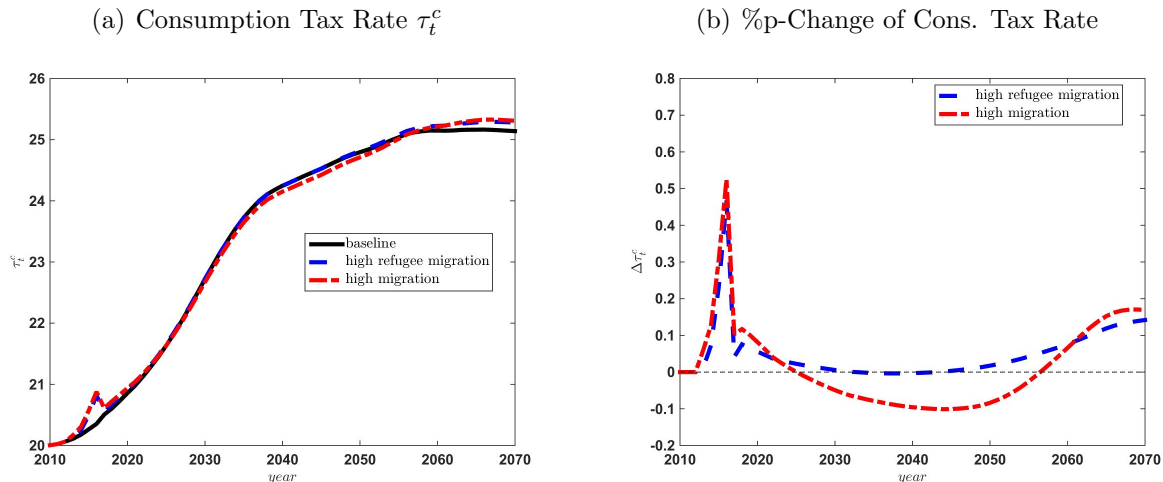 (a) Consumption Tax Rate τ_t^c
26
25
24
23
22
21
20
τ_t^c
baseline
high refugee migration
high migration
2010 2020 2030 2040 2050 2060 2070
year
(b) %p-Change of Cons. Tax Rate
0.8
0.7
0.6
0.5
0.4
0.3
0.2
0.1
0
-0.1
-0.2
Δτ_t^c
high refugee migration
high migration
2010 2020 2030 2040 2050 2060 2070
year